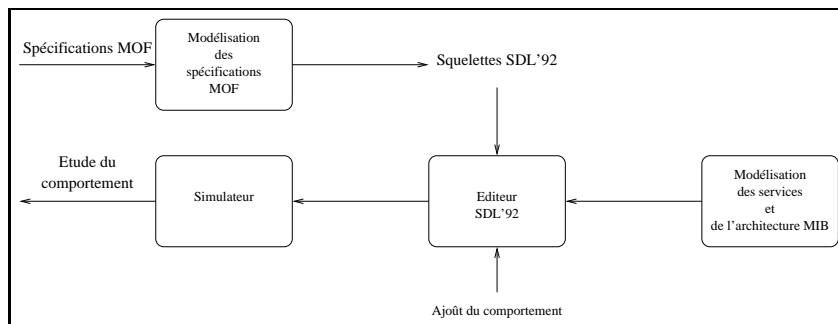 Spécifications MOF
Modélisation
des
spécifications
MOF
Squelettes SDL'92
Etude du
comportement
Simulateur
Editeur
SDL'92
Modélisation
des services
et
de l'architecture MIB
Ajoût du comportement